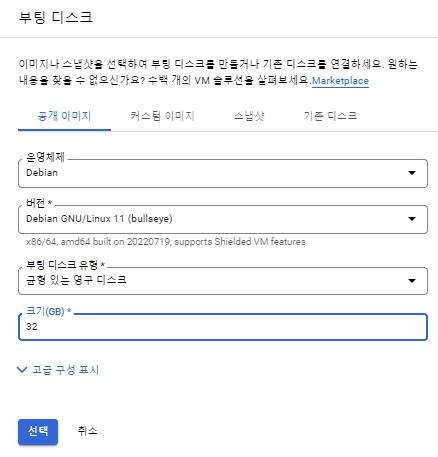 부팅 디스크
이미지나 스냅샷을 선택하여 부팅 디스크를 만들거나 기존 디스크를 연결하세요. 원하는
내용을 찾을 수 없으신가요? 수백 개의 VM 솔루션을 살펴보세요.Marketplace
공개 이미지 커스텀 이미지 스냅샷 기존 디스크
운영체제
Debian
버전 *
Debian GNU/Linux 11 (bullseye)
x86/64, amd64 built on 20220719, supports Shielded VM features
부팅 디스크 유형 *
균형 있는 영구 디스크
크기(GB) *
32
고급 구성 표시
선택 취소